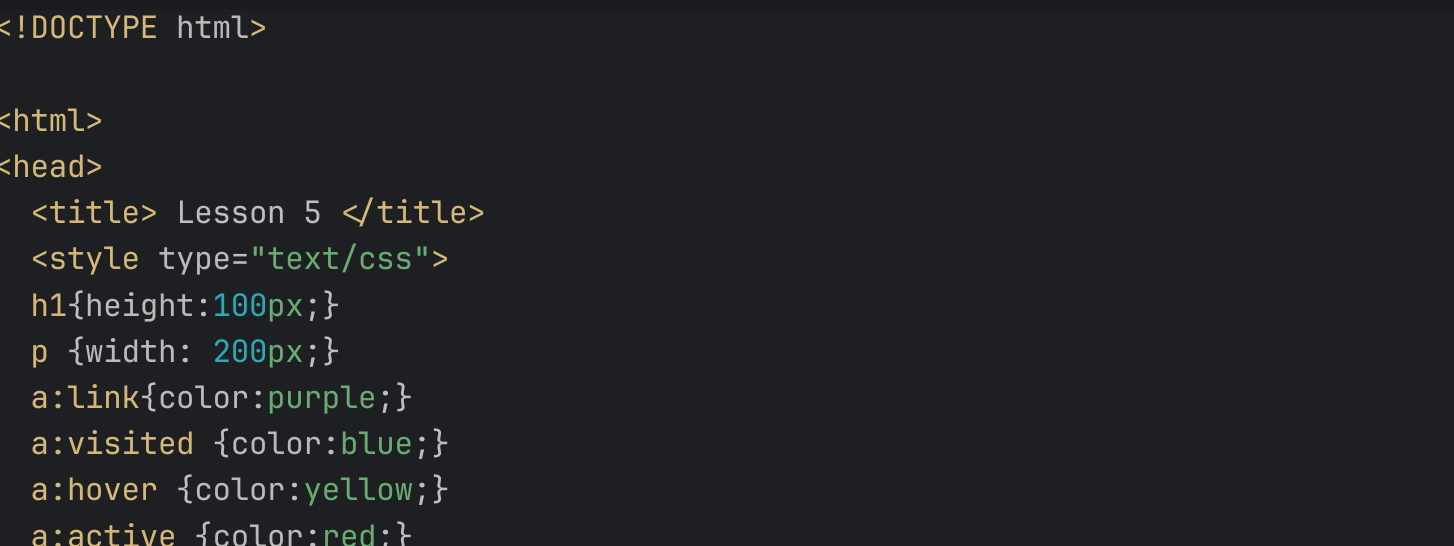 <!DOCTYPE html>
<html>
<head>
<title> Lesson 5 </title>
<style type="text/css">
h1{height:100px;}
p {width: 200px;}
a:link{color:purple;}
a:visited {color:blue;}
a:hover {color:yellow;}
a:active {color:red;}